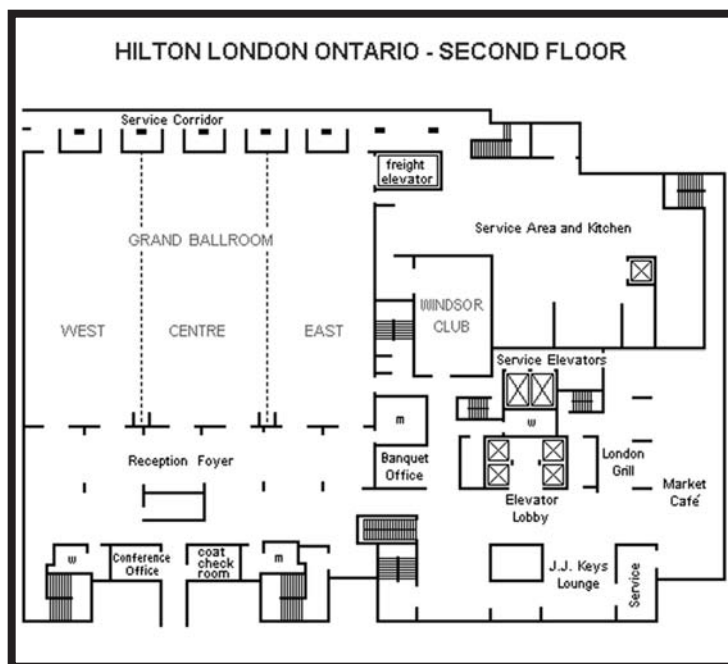 HILTON LONDON ONTARIO - SECOND FLOOR
Service Corridor
freight
elevator
Service Area and Kitchen
GRAND BALLROOM
WINDSOR
CLUB
WEST
CENTRE
EAST
Service Elevators
m
w
Banquet
Office
Reception Foyer
London
Grill
Elevator
Lobby
Market
Café
w
Conference
Office
coat
check
room
m
J.J. Keys
Lounge
Service